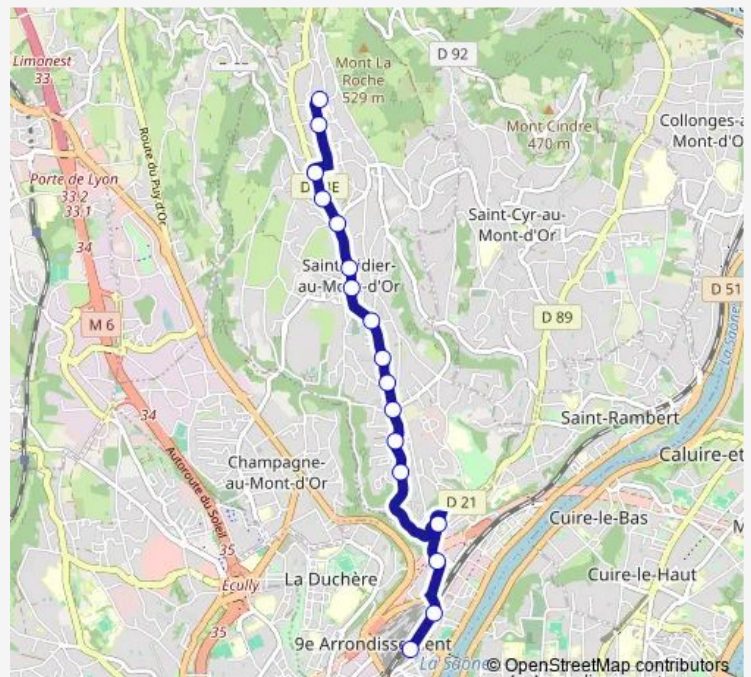 Limonest
33
Mont La
Roche
529 m
D 92
Mont Cindre
470 m
Collonges-a
Mont-d'O
Route du Puy-d'Or
Porte de Lyon
33.2
33.1
34
Saint-Cyr-au-
Mont-d'Or
au-M
d'Or
D 51
M 6
D 89
La Saône
34
Saint-Rambert
Champagne-
au-Mont-d'Or
Autoroute du Soleil
Caluire-et
D 21
Cuire-le-Bas
35
La Duchère
Écully
Cuire-le-Haut
35
9e Arrondissement
La Saône
© OpenStreetMap contributors